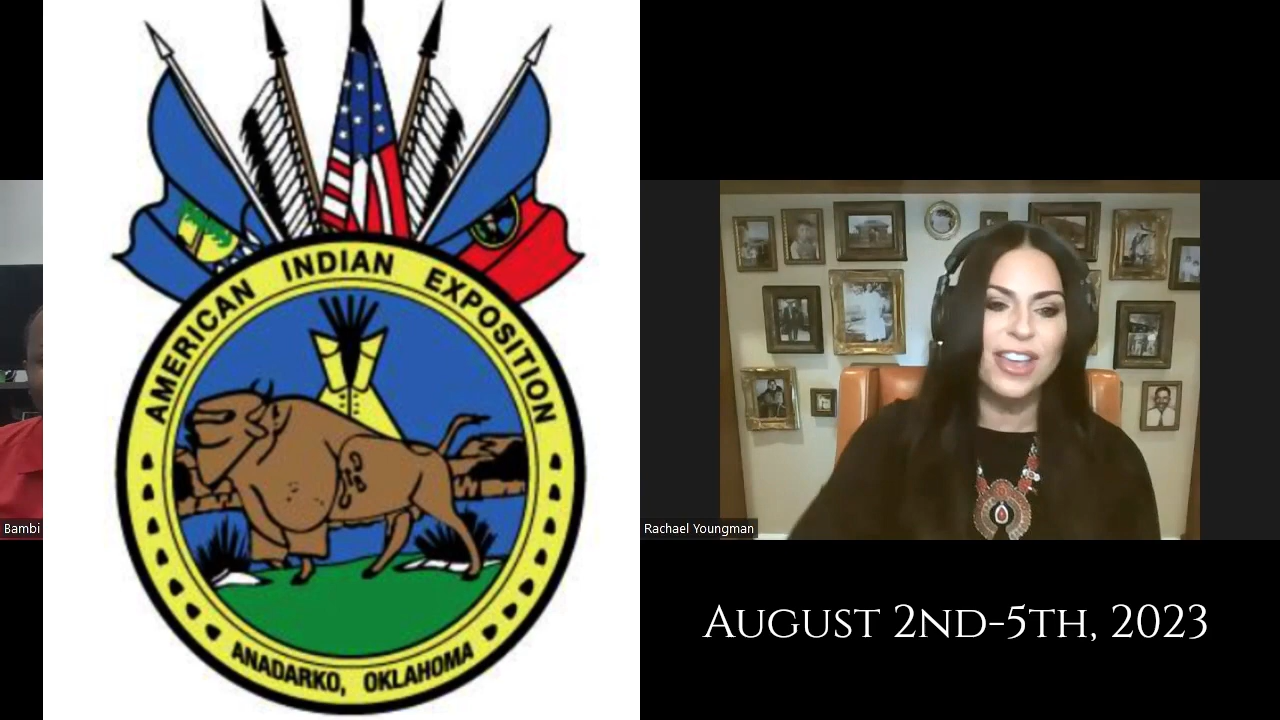 AMERICAN INDIAN EXPOSITION
ANADARKO, OKLAHOMA
Bambi
Rachael Youngman
August 2nd-5th, 2023